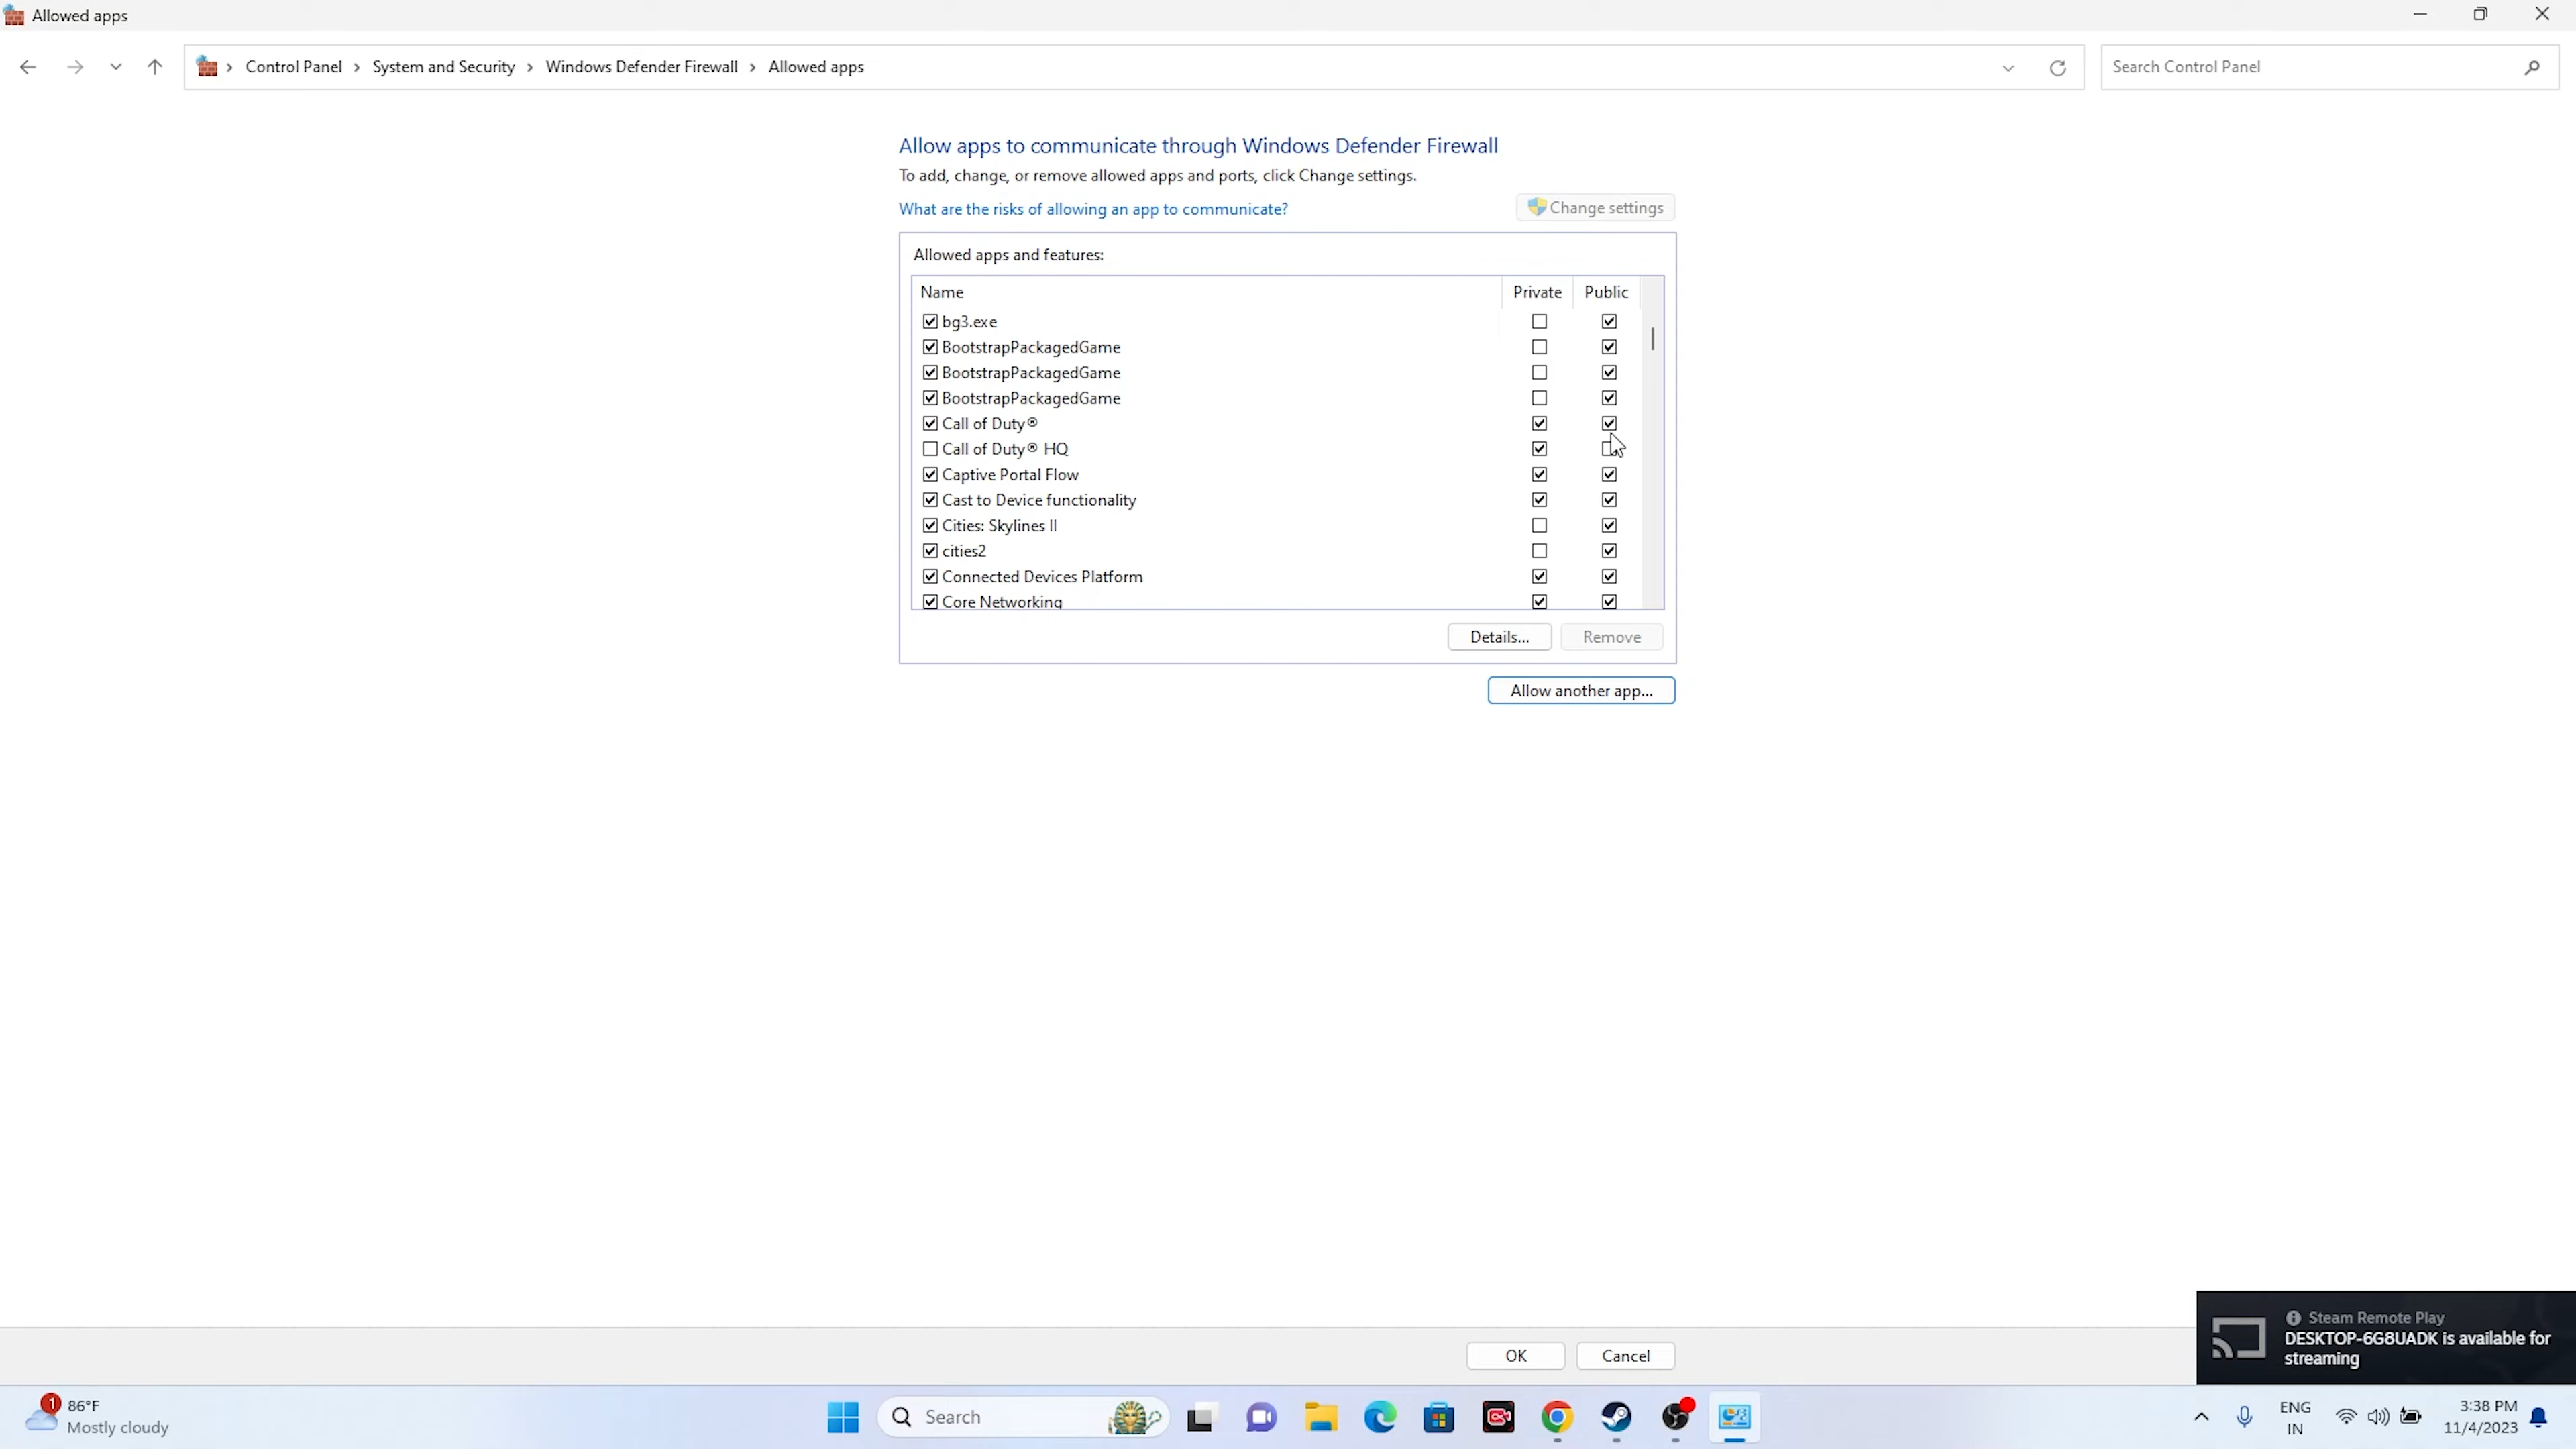 Allowed apps
Control Panel > System and Security > Windows Defender Firewall > Allowed apps
Search Control Panel
Allow apps to communicate through Windows Defender Firewall
To add, change, or remove allowed apps and ports, click Change settings.
What are the risks of allowing an app to communicate?
Change settings
Allowed apps and features:
Name Private Public
bg3.exe
BootstrapPackagedGame
BootstrapPackagedGame
BootstrapPackagedGame
Call of Duty®
Call of Duty® HQ
Captive Portal Flow
Cast to Device functionality
Cities: Skylines II
cities2
Connected Devices Platform
Core Networking
Details... Remove
Allow another app...
Steam Remote Play
DESKTOP-6G8UADK is available for
streaming
OK Cancel
1
86°F
Mostly cloudy
Search
ENG
IN
3:38 PM
11/4/2023